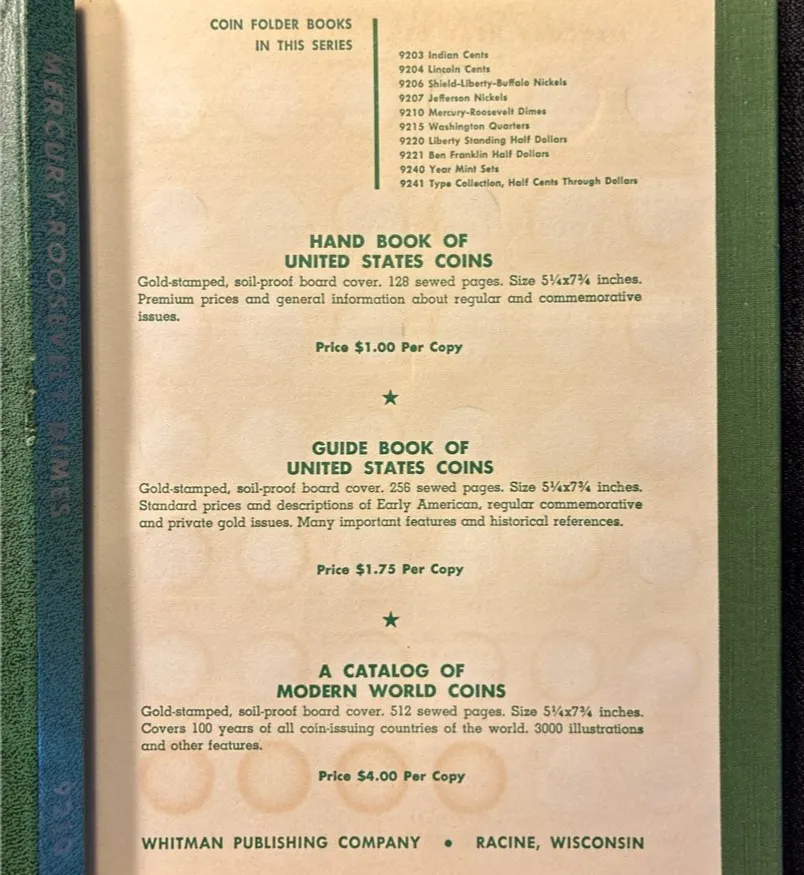 COIN FOLDER BOOKS
IN THIS SERIES
9203 Indian Cents
9204 Lincoln Cents
9206 Shield-Liberty-Buffalo Nickels
9207 Jefferson Nickels
9210 Mercury-Roosevelt Dimes
9215 Washington Quarters
9220 Liberty Standing Half Dollars
9221 Ben Franklin Half Dollars
9240 Year Mint Sets
9241 Type Collection, Half Cents Through Dollars
HAND BOOK OF
UNITED STATES COINS
Gold-stamped, soil-proof board cover. 128 sewed pages. Size 5¼x7¾ inches.
Premium prices and general information about regular and commemorative
issues.
Price $1.00 Per Copy
GUIDE BOOK OF
UNITED STATES COINS
Gold-stamped, soil-proof board cover. 256 sewed pages. Size 5¼x7¾ inches.
Standard prices and descriptions of Early American, regular commemorative
and private gold issues. Many important features and historical references.
Price $1.75 Per Copy
A CATALOG OF
MODERN WORLD COINS
Gold-stamped, soil-proof board cover. 512 sewed pages. Size 5¼x7¾ inches.
Covers 100 years of all coin-issuing countries of the world. 3000 illustrations
and other features.
Price $4.00 Per Copy
WHITMAN PUBLISHING COMPANY • RACINE, WISCONSIN
MERCURY-ROOSEVELT DIMES
9210